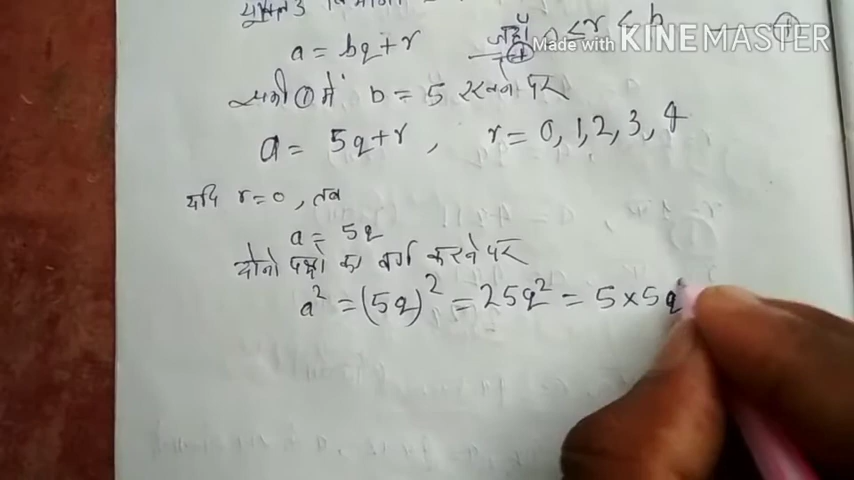 a = bq + r जहाँ 0 ≤ r < b — ①
Made with KINEMASTER
समी ① में b = 5 रखने पर
a = 5q + r , r = 0, 1, 2, 3, 4
यदि r = 0 , तब
a = 5q
दोनो पक्षो का वर्ग करने पर
a² = (5q)² = 25q² = 5 × 5q²